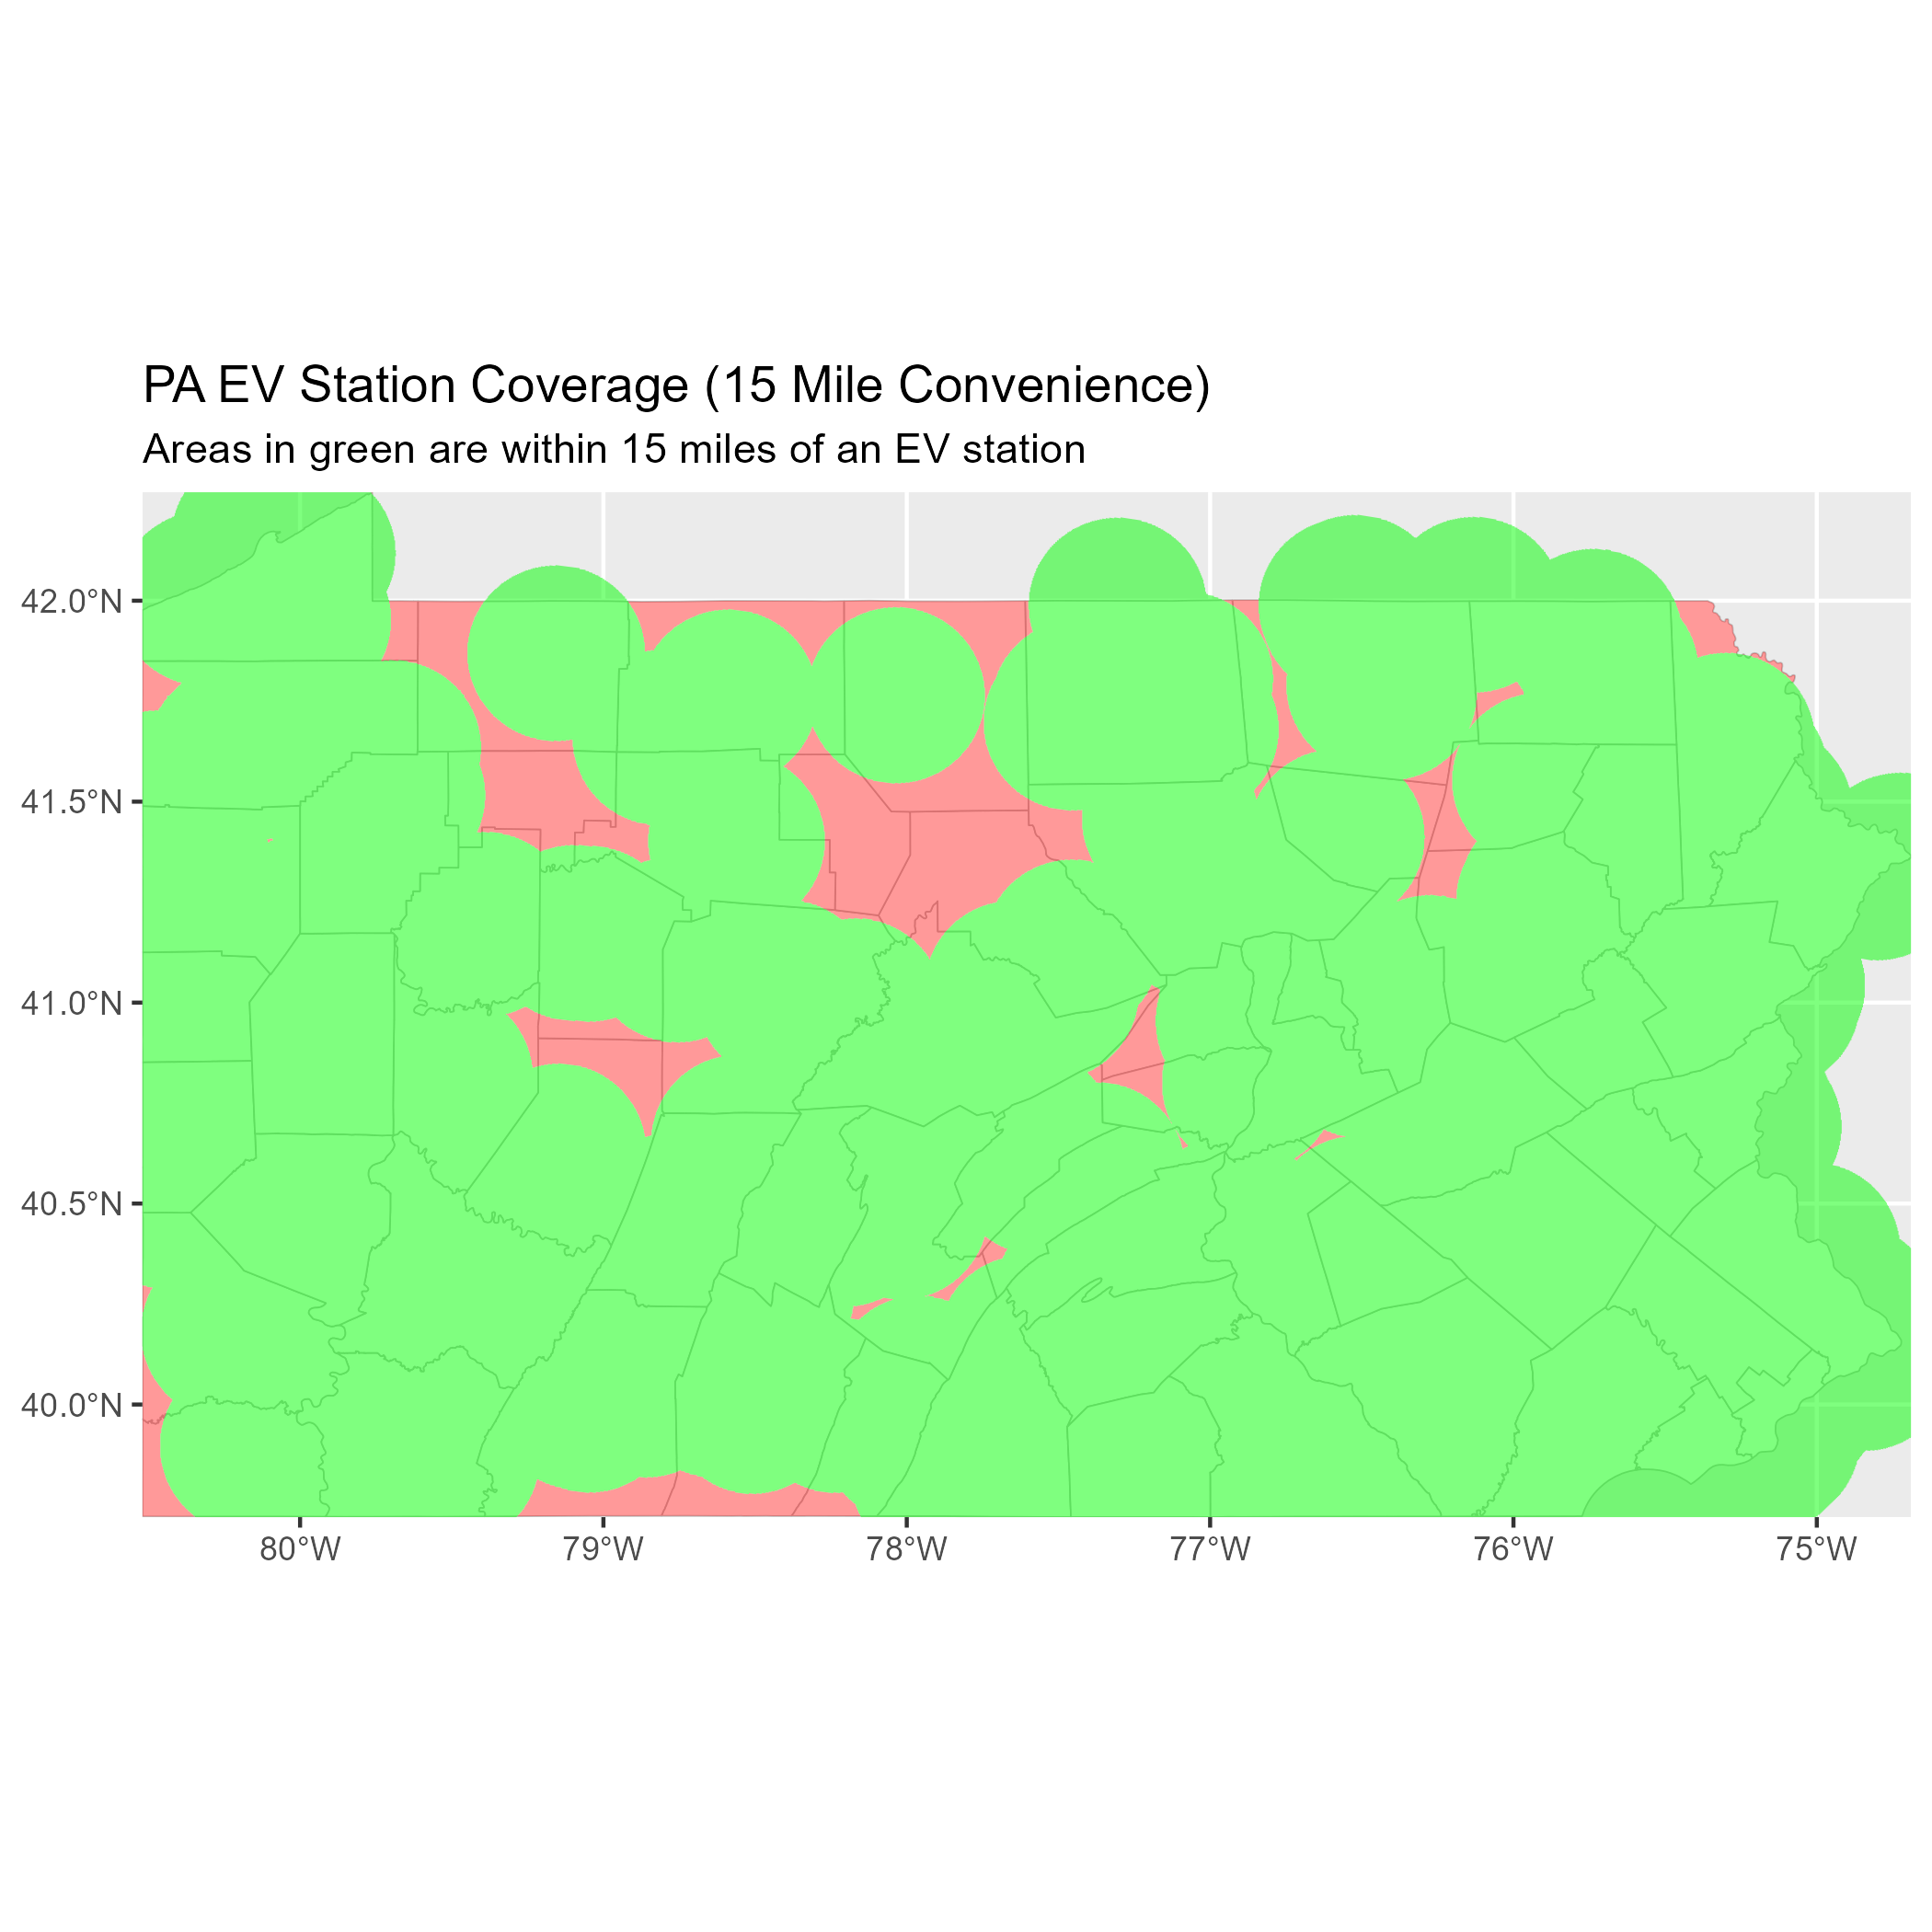 PA EV Station Coverage (15 Mile Convenience)
Areas in green are within 15 miles of an EV station
42.0°N
41.5°N
41.0°N
40.5°N
40.0°N
80°W 79°W 78°W 77°W 76°W 75°W